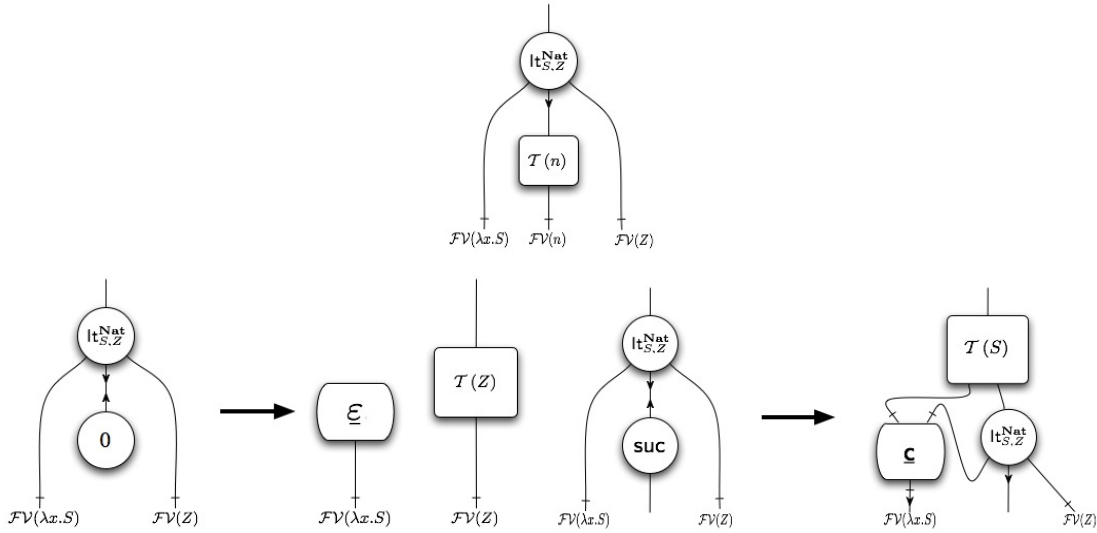 It^Nat_{S,Z}
𝒯(n)
ℱ𝒱(λx.S) ℱ𝒱(n) ℱ𝒱(Z)
It^Nat_{S,Z}
0
ℱ𝒱(λx.S) ℱ𝒱(Z)
ε
ℱ𝒱(λx.S)
𝒯(Z)
ℱ𝒱(Z)
It^Nat_{S,Z}
suc
ℱ𝒱(λx.S) ℱ𝒱(Z)
𝒯(S)
c
It^Nat_{S,Z}
ℱ𝒱(λx.S) ℱ𝒱(Z)